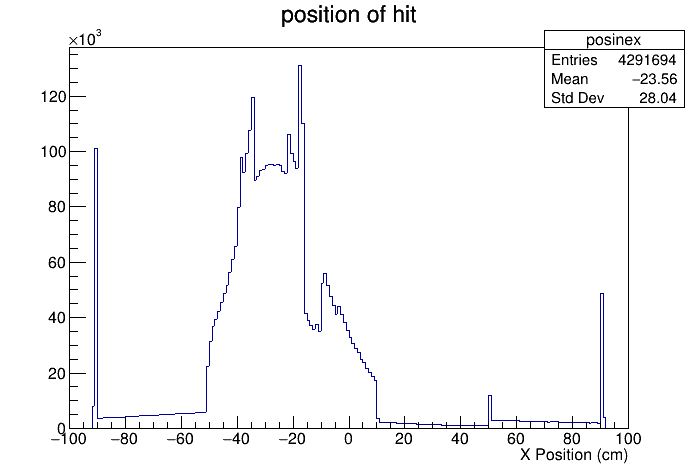 position of hit
×10³
posinex
Entries 4291694
Mean −23.56
Std Dev 28.04
120
100
80
60
40
20
0
−100 −80 −60 −40 −20 0 20 40 60 80 100
X Position (cm)